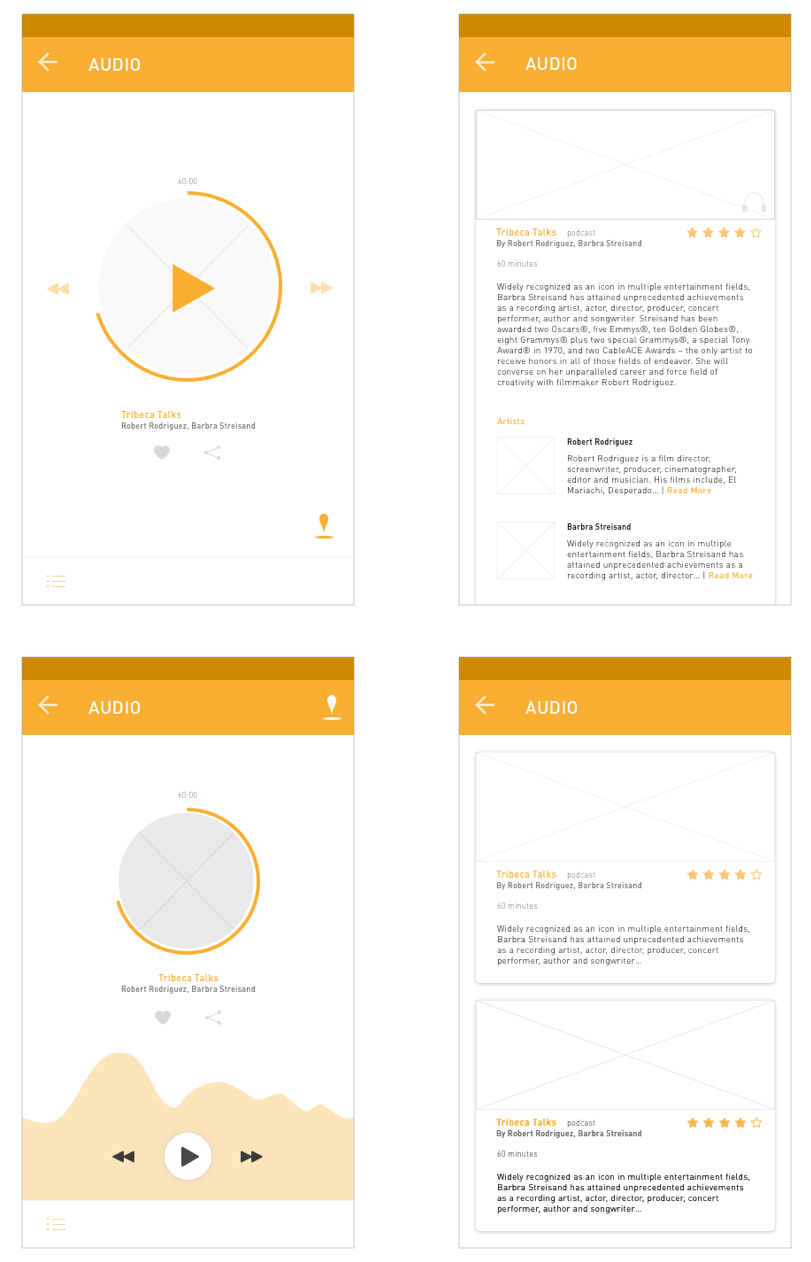 AUDIO
60:00
Tribeca Talks
Robert Rodriguez, Barbra Streisand
AUDIO
Tribeca Talks podcast
By Robert Rodriguez, Barbra Streisand
60 minutes
Widely recognized as an icon in multiple entertainment fields,
Barbra Streisand has attained unprecedented achievements
as a recording artist, actor, director, producer, concert
performer, author and songwriter. Streisand has been
awarded two Oscars®, five Emmys®, ten Golden Globes®,
eight Grammys® plus two special Grammys®, a special Tony
Award® in 1970, and two CableACE Awards – the only artist to
receive honors in all of those fields of endeavor. She will
converse on her unparalleled career and force field of
creativity with filmmaker Robert Rodriguez.
Artists
Robert Rodriguez
Robert Rodriguez is a film director,
screenwriter, producer, cinematographer,
editor and musician. His films include, El
Mariachi, Desperado... | Read More
Barbra Streisand
Widely recognized as an icon in multiple
entertainment fields, Barbra Streisand has
attained unprecedented achievements as a
recording artist, actor, director... | Read More
AUDIO
60:00
Tribeca Talks
Robert Rodriguez, Barbra Streisand
AUDIO
Tribeca Talks podcast
By Robert Rodriguez, Barbra Streisand
60 minutes
Widely recognized as an icon in multiple entertainment fields,
Barbra Streisand has attained unprecedented achievements
as a recording artist, actor, director, producer, concert
performer, author and songwriter...
Tribeca Talks podcast
By Robert Rodriguez, Barbra Streisand
60 minutes
Widely recognized as an icon in multiple entertainment fields,
Barbra Streisand has attained unprecedented achievements
as a recording artist, actor, director, producer, concert
performer, author and songwriter...